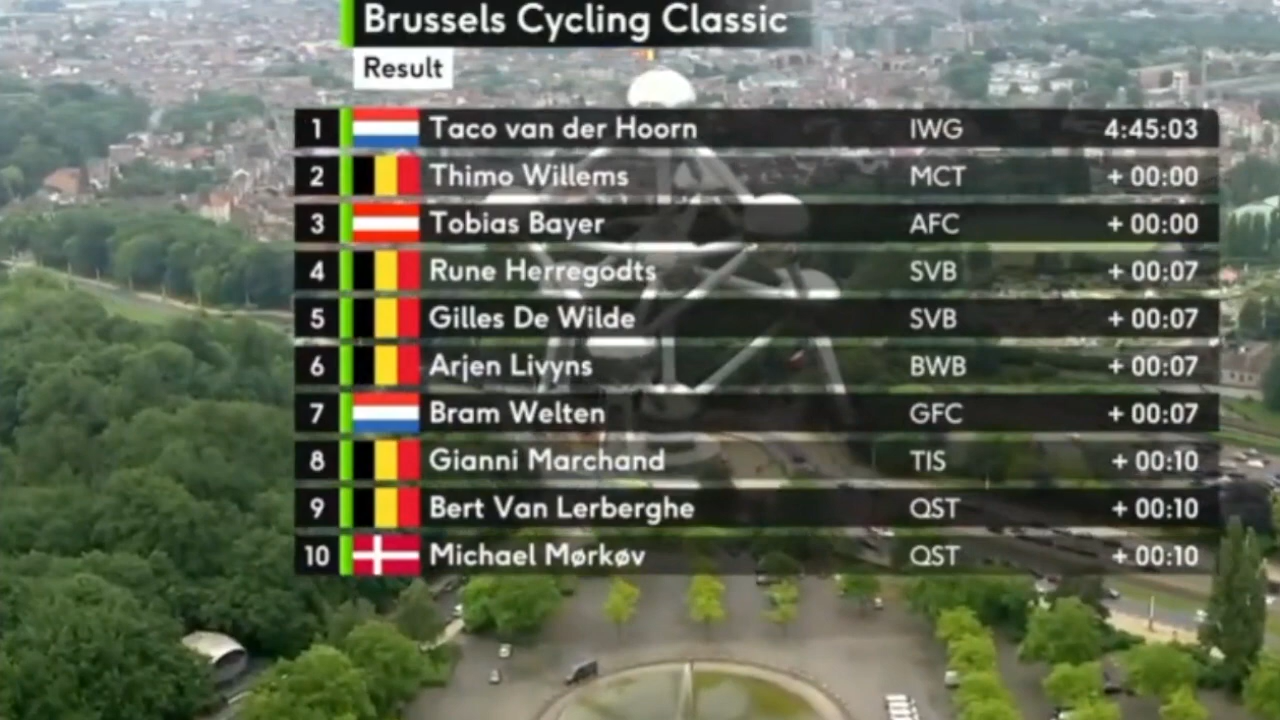 Brussels Cycling Classic
Result
1 Taco van der Hoorn IWG 4:45:03
2 Thimo Willems MCT + 00:00
3 Tobias Bayer AFC + 00:00
4 Rune Herregodts SVB + 00:07
5 Gilles De Wilde SVB + 00:07
6 Arjen Livyns BWB + 00:07
7 Bram Welten GFC + 00:07
8 Gianni Marchand TIS + 00:10
9 Bert Van Lerberghe QST + 00:10
10 Michael Mørkøv QST + 00:10